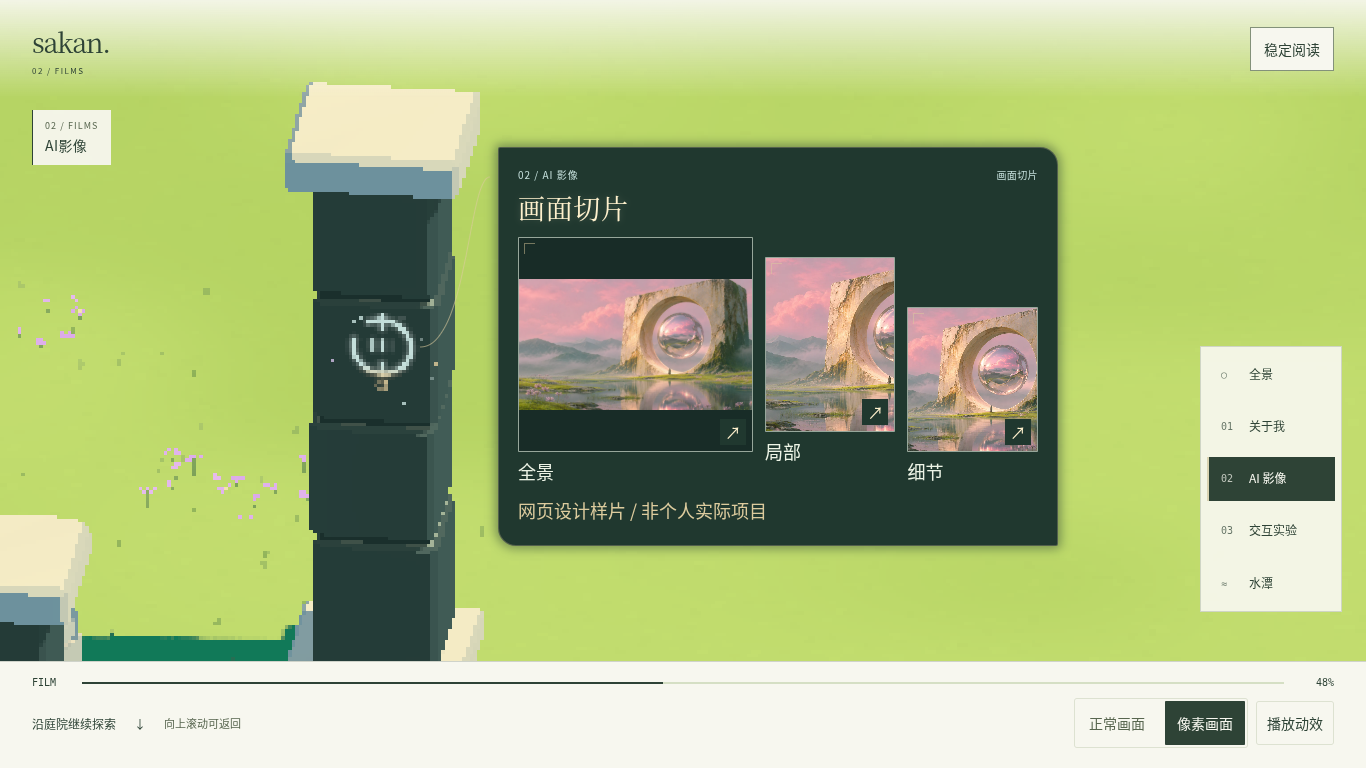 sakan.
02 / FILMS
稳定阅读
02 / FILMS
AI影像
02 / AI 影像
画面切片
画面切片
全景
局部
细节
网页设计样片 / 非个人实际项目
全景
01 关于我
02 AI 影像
03 交互实验
≈ 水潭
FILM
48%
沿庭院继续探索 ↓ 向上滚动可返回
正常画面
像素画面
播放动效